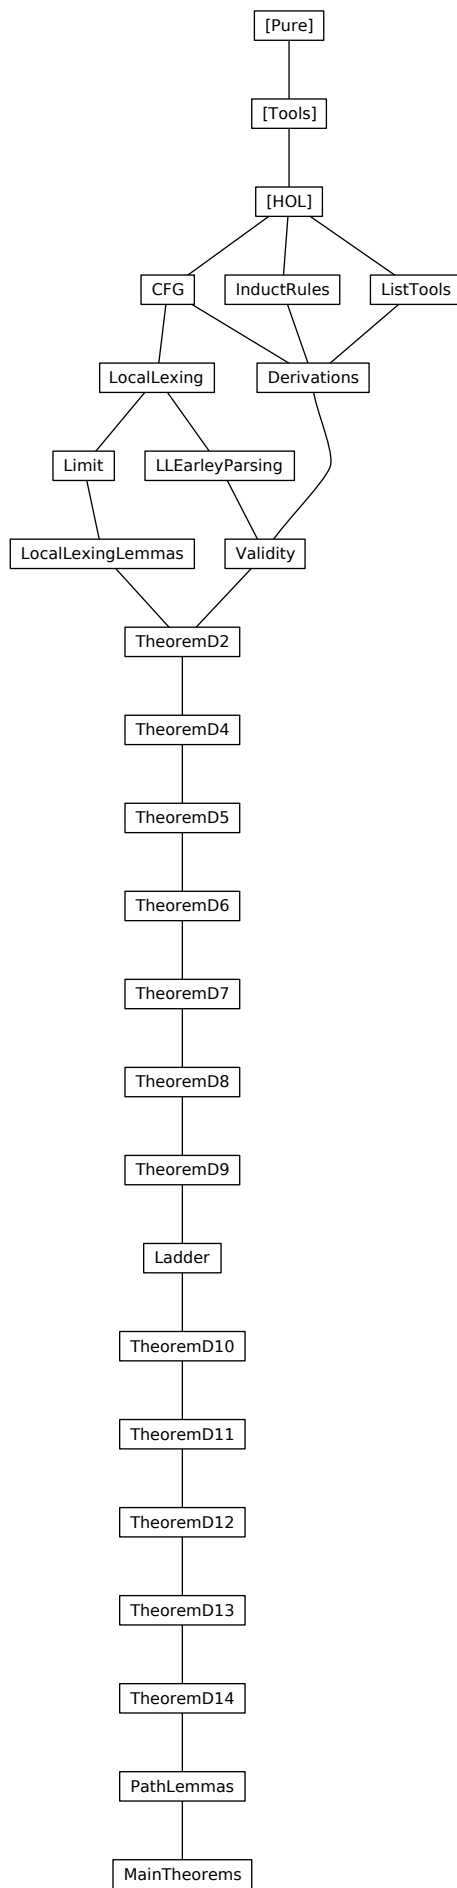 [Pure]
[Tools]
[HOL]
CFG
InductRules
ListTools
LocalLexing
Derivations
Limit
LLEarleyParsing
LocalLexingLemmas
Validity
TheoremD2
TheoremD4
TheoremD5
TheoremD6
TheoremD7
TheoremD8
TheoremD9
Ladder
TheoremD10
TheoremD11
TheoremD12
TheoremD13
TheoremD14
PathLemmas
MainTheorems